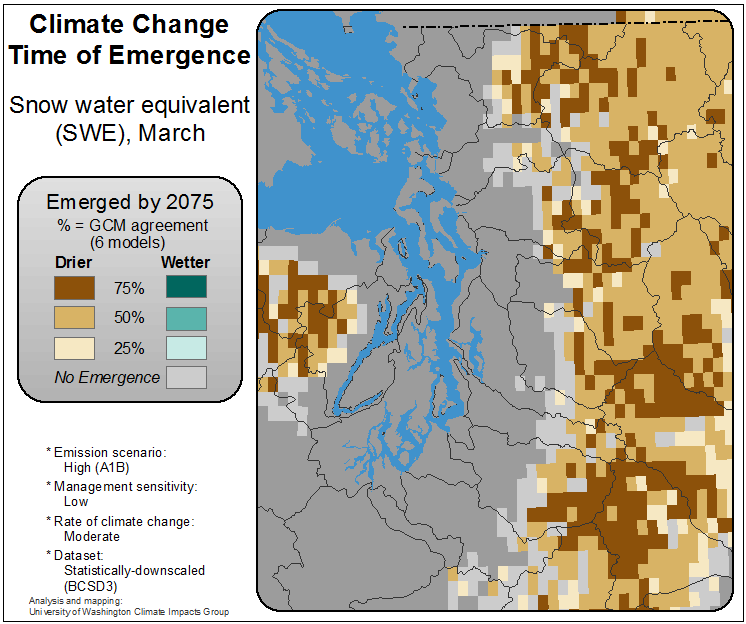 Climate Change
Time of Emergence
Snow water equivalent
(SWE), March
Emerged by 2075
% = GCM agreement
(6 models)
Drier Wetter
75%
50%
25%
No Emergence
* Emission scenario:
High (A1B)
* Management sensitivity:
Low
* Rate of climate change:
Moderate
* Dataset:
Statistically-downscaled
(BCSD3)
Analysis and mapping:
University of Washington Climate Impacts Group